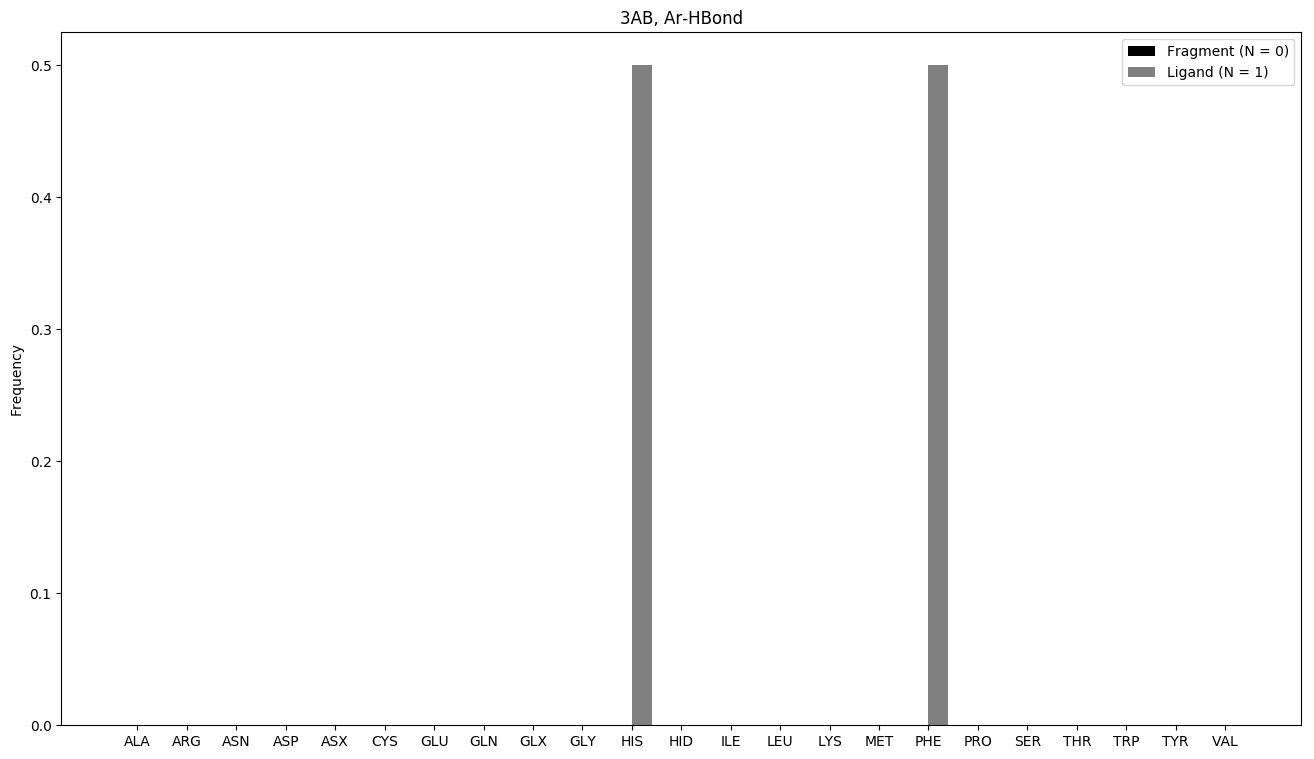 3AB, Ar-HBond
Fragment (N = 0)
Ligand (N = 1)
Frequency
0.5
0.4
0.3
0.2
0.1
0.0
ALA ARG ASN ASP ASX CYS GLU GLN GLX GLY HIS HID ILE LEU LYS MET PHE PRO SER THR TRP TYR VAL